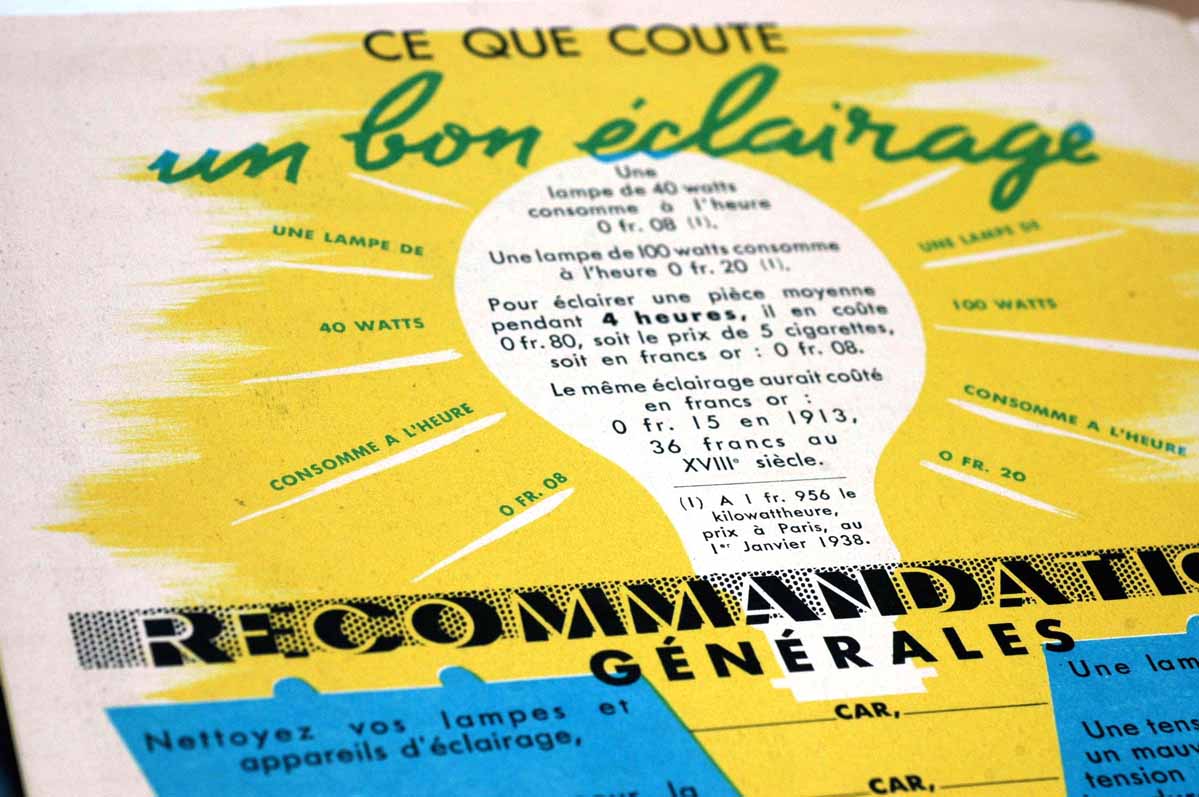 CE QUE COUTE
un bon éclairage
Une
lampe de 40 watts
consomme à l'heure
0 fr. 08 (1).
Une lampe de 100 watts consomme
à l'heure 0 fr. 20 (1).
Pour éclairer une pièce moyenne
pendant 4 heures, il en coûte
0 fr. 80, soit le prix de 5 cigarettes,
soit en francs or : 0 fr. 08.
Le même éclairage aurait coûté
en francs or :
0 fr. 15 en 1913,
36 francs au
XVIIIe siècle.
(1) A 1 fr. 956 le
kilowattheure,
prix à Paris, au
1er Janvier 1938.
UNE LAMPE DE
40 WATTS
CONSOMME A L'HEURE
0 FR. 08
UNE LAMPE DE
100 WATTS
CONSOMME A L'HEURE
0 FR. 20
RECOMMANDATIO
GÉNÉRALES
Nettoyez vos lampes et
appareils d'éclairage,
la
CAR,
CAR,
Une lam
Une tens
un mauv
tension